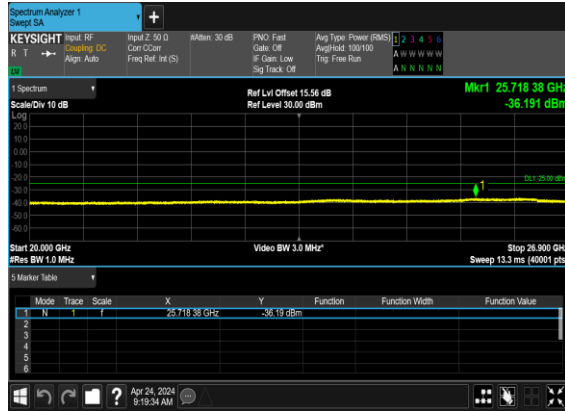 Spectrum Analyzer 1
Swept SA
+
KEYSIGHT Input: RF Input Z: 50 Ω #Atten: 30 dB PNO: Fast Avg Type: Power (RMS) 1 2 3 4 5 6
R T Coupling: DC Corr CCorr Gate: Off Avg|Hold: 100/100 A W W W W W
Align: Auto Freq Ref: Int (S) IF Gain: Low Trig: Free Run
Sig Track: Off A N N N N N
1 Spectrum Ref Lvl Offset 15.56 dB Mkr1 25.718 38 GHz
Scale/Div 10 dB Ref Level 30.00 dBm -36.191 dBm
Log
20.0
10.0
0.00
-10.0
-20.0
DL1 -25.00 dBm
-30.0 1
-40.0
-50.0
-60.0
Start 20.000 GHz Video BW 3.0 MHz* Stop 26.900 GHz
#Res BW 1.0 MHz Sweep 13.3 ms (40001 pts)
5 Marker Table
Mode Trace Scale X Y Function Function Width Function Value
1 N 1 f 25.718 38 GHz -36.19 dBm
2
3
4
5
6
? Apr 24, 2024
9:19:34 AM